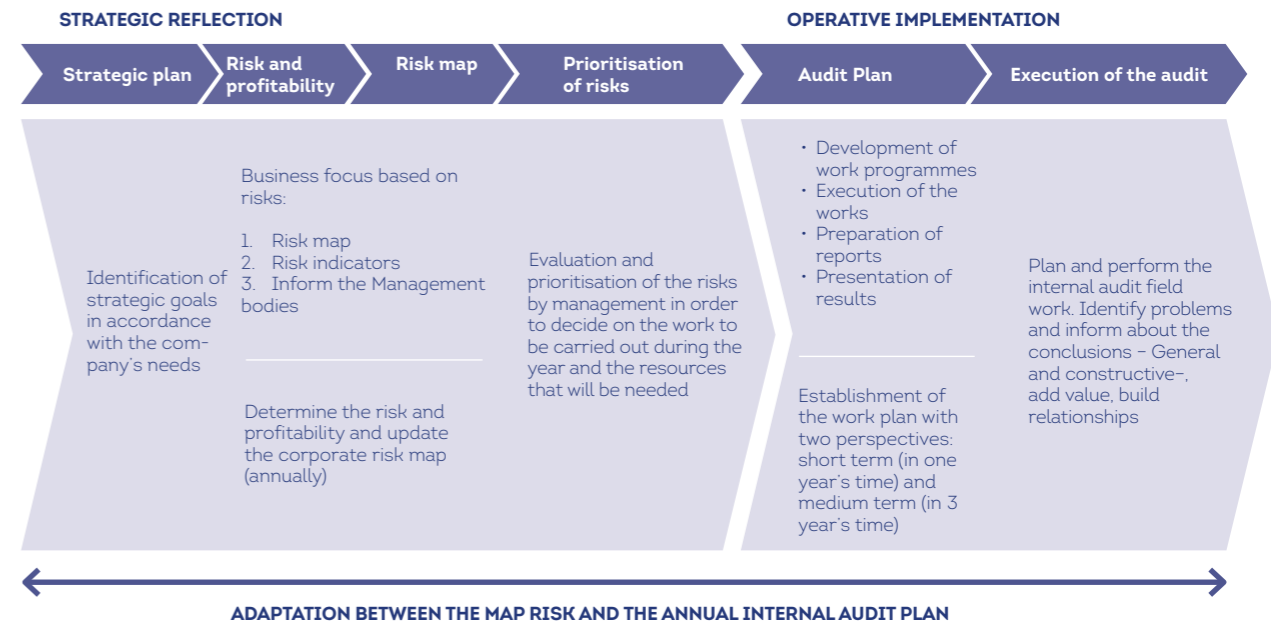 STRATEGIC REFLECTION
OPERATIVE IMPLEMENTATION
Strategic plan
Risk and
profitability
Risk map
Prioritisation
of risks
Audit Plan
Execution of the audit
Identification of
strategic goals
in accordance
with the com-
pany's needs
Business focus based on
risks:
1. Risk map
2. Risk indicators
3. Inform the Management
bodies
Determine the risk and
profitability and update
the corporate risk map
(annually)
Evaluation and
prioritisation of the risks
by management in order
to decide on the work to
be carried out during the
year and the resources
that will be needed
• Development of
work programmes
• Execution of the
works
• Preparation of
reports
• Presentation of
results
Establishment of
the work plan with
two perspectives:
short term (in one
year's time) and
medium term (in 3
year's time)
Plan and perform the
internal audit field
work. Identify problems
and inform about the
conclusions – General
and constructive–,
add value, build
relationships
ADAPTATION BETWEEN THE MAP RISK AND THE ANNUAL INTERNAL AUDIT PLAN